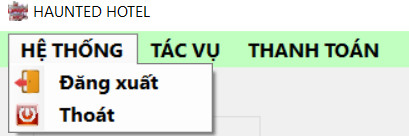 HAUNTED HOTEL
HỆ THỐNG TÁC VỤ THANH TOÁN
Đăng xuất
Thoát